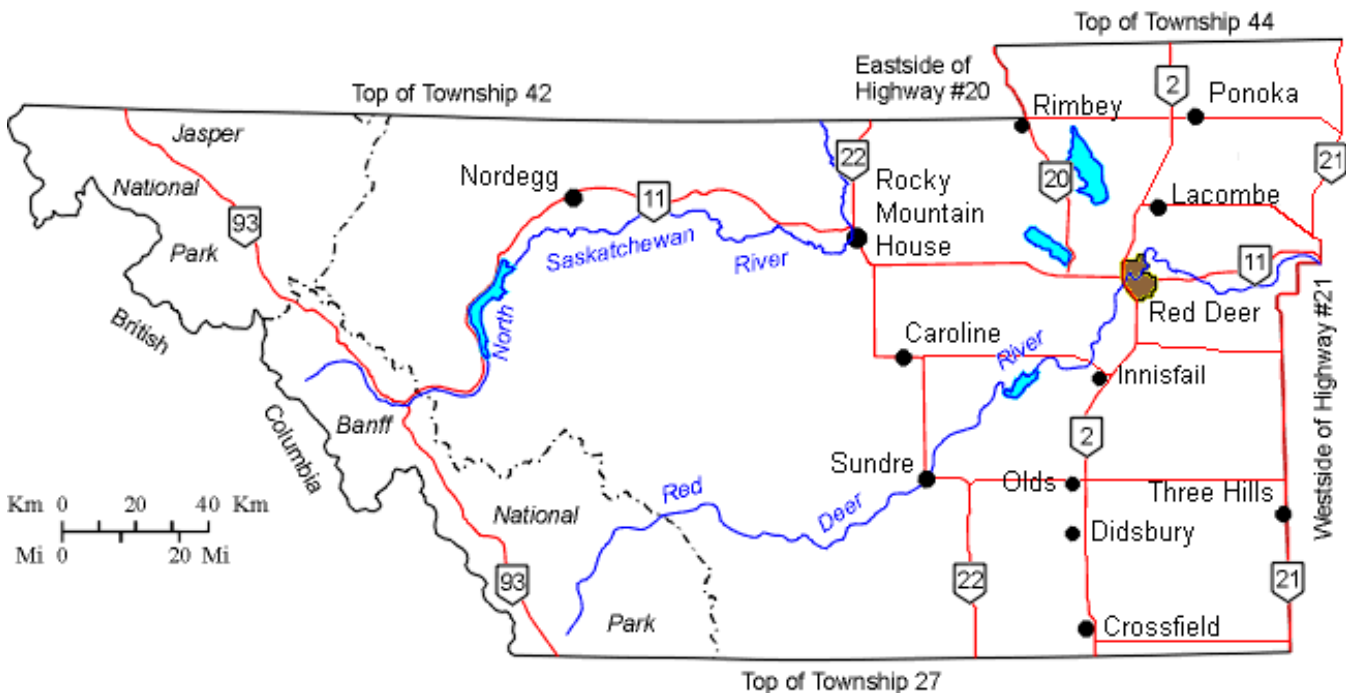 Top of Township 44
Eastside of
Highway #20
Top of Township 42
2
Rimbey
Ponoka
Jasper
National
Park
22
21
Nordegg
11
20
Rocky
Mountain
House
Lacombe
93
Saskatchewan
River
11
Red Deer
British
North
Caroline
River
Innisfail
Westside of Highway #21
Columbia
Banff
2
Sundre
Olds
Three Hills
Km 0 20 40 Km
Mi 0 20 Mi
Red
Deer
National
Didsbury
93
22
21
Park
Crossfield
Top of Township 27